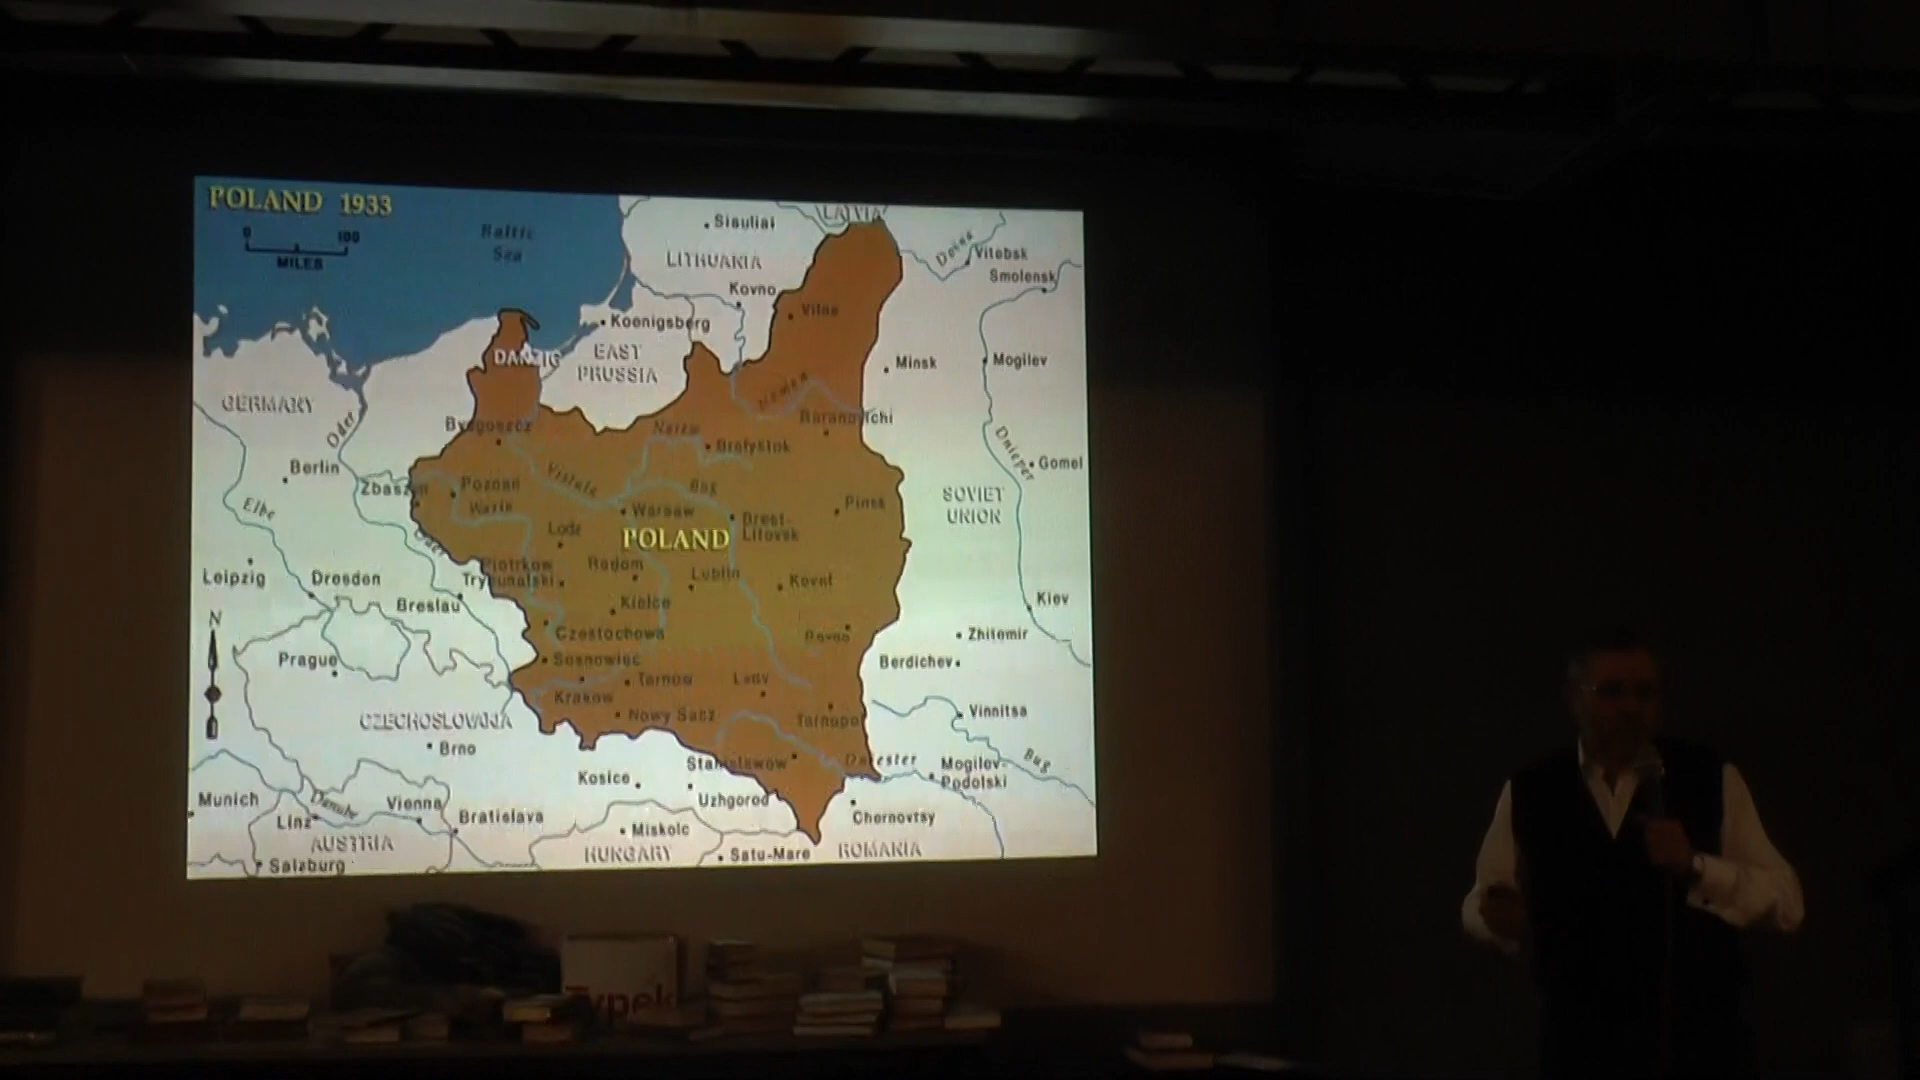 POLAND 1933
0 100
MILES
Baltic
Sea
Siauliai
LATVIA
LITHUANIA
Dvina
Vitebsk
Smolensk
Kovno
Vilna
Koenigsberg
DANZIG
EAST
PRUSSIA
Minsk
Mogilev
GERMANY
Oder
Niemen
Baranovichi
Bydgoszcz
Narew
Bialystok
Dnieper
Gomel
Berlin
Zbaszyn
Poznan
Vistula
Bug
Elbe
Warsaw
Pinsk
SOVIET
UNION
Brest-
Litovsk
Lodz
POLAND
Oder
Leipzig
Dresden
Piotrkow
Trybunalski
Radom
Lublin
Kovel
Breslau
Kielce
Kiev
N
Czestochowa
Rovno
Zhitomir
Prague
Sosnowiec
Berdichev
Krakow
Tarnow
CZECHOSLOVAKIA
Nowy Sacz
Tarnopol
Vinnitsa
Brno
Stanislawow
Dniester
Mogilev-
Podolski
Bug
Kosice
Uzhgorod
Munich
Danube
Vienna
Linz
Bratislava
Chernovtsy
AUSTRIA
Miskolc
HUNGARY
Satu-Mare
ROMANIA
Salzburg